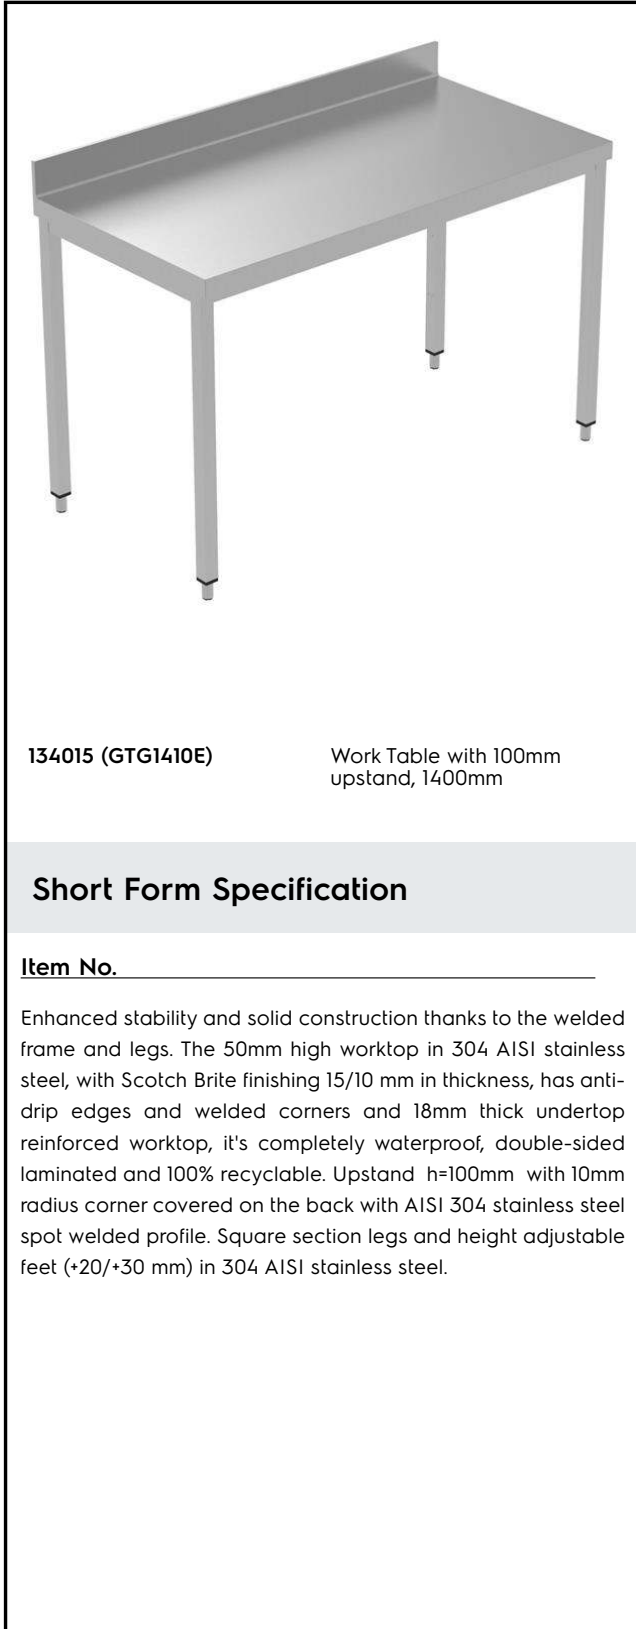 134015 (GTG1410E)
Work Table with 100mm
upstand, 1400mm
Short Form Specification
Item No.
Enhanced stability and solid construction thanks to the welded
frame and legs. The 50mm high worktop in 304 AISI stainless
steel, with Scotch Brite finishing 15/10 mm in thickness, has anti-
drip edges and welded corners and 18mm thick undertop
reinforced worktop, it's completely waterproof, double-sided
laminated and 100% recyclable. Upstand h=100mm with 10mm
radius corner covered on the back with AISI 304 stainless steel
spot welded profile. Square section legs and height adjustable
feet (+20/+30 mm) in 304 AISI stainless steel.